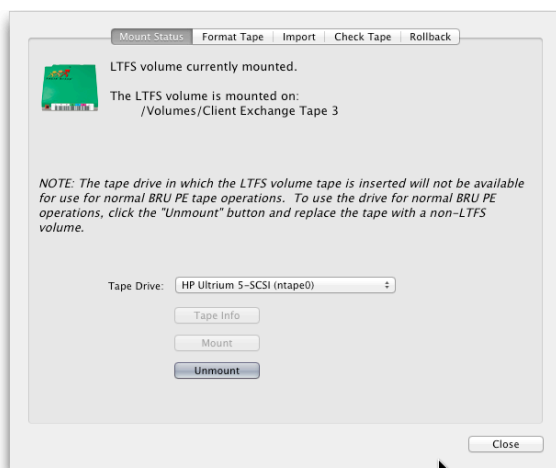 Mount Status Format Tape Import Check Tape Rollback
LTFS volume currently mounted.
The LTFS volume is mounted on:
/Volumes/Client Exchange Tape 3
NOTE: The tape drive in which the LTFS volume tape is inserted will not be available
for use for normal BRU PE tape operations. To use the drive for normal BRU PE
operations, click the "Unmount" button and replace the tape with a non-LTFS
volume.
Tape Drive: HP Ultrium 5-SCSI (ntape0)
Tape Info
Mount
Unmount
Close